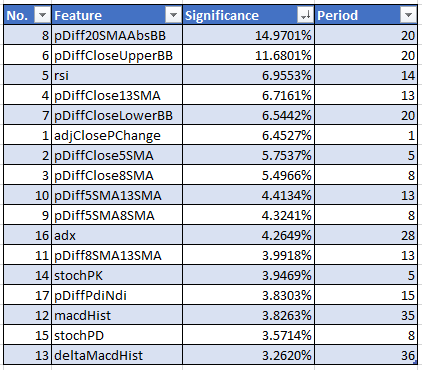 No. Feature Significance Period
8 pDiff20SMAAbsBB 14.9701% 20
6 pDiffCloseUpperBB 11.6801% 20
5 rsi 6.9553% 14
4 pDiffClose13SMA 6.7161% 13
7 pDiffCloseLowerBB 6.5442% 20
1 adjClosePChange 6.4527% 1
2 pDiffClose5SMA 5.7537% 5
3 pDiffClose8SMA 5.4966% 8
10 pDiff5SMA13SMA 4.4134% 13
9 pDiff5SMA8SMA 4.3241% 8
16 adx 4.2649% 28
11 pDiff8SMA13SMA 3.9918% 13
14 stochPK 3.9469% 5
17 pDiffPdiNdi 3.8303% 15
12 macdHist 3.8263% 35
15 stochPD 3.5714% 8
13 deltaMacdHist 3.2620% 36